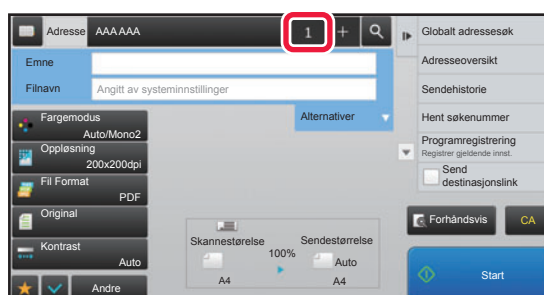 Adresse AAA AAA 1 +
Emne
Filnavn Angitt av systeminnstillinger
Fargemodus
Auto/Mono2
Alternativer
Oppløsning
200x200dpi
Fil Format
PDF
Original
Kontrast
Auto
Andre
Skannestørelse
100%
Sendestørrelse
Auto
A4
A4
Globalt adressesøk
Adresseoversikt
Sendehistorie
Hent søkenummer
Programregistrering
Registrer gjeldende innst.
Send
destinasjonslink
Forhåndsvis CA
Start